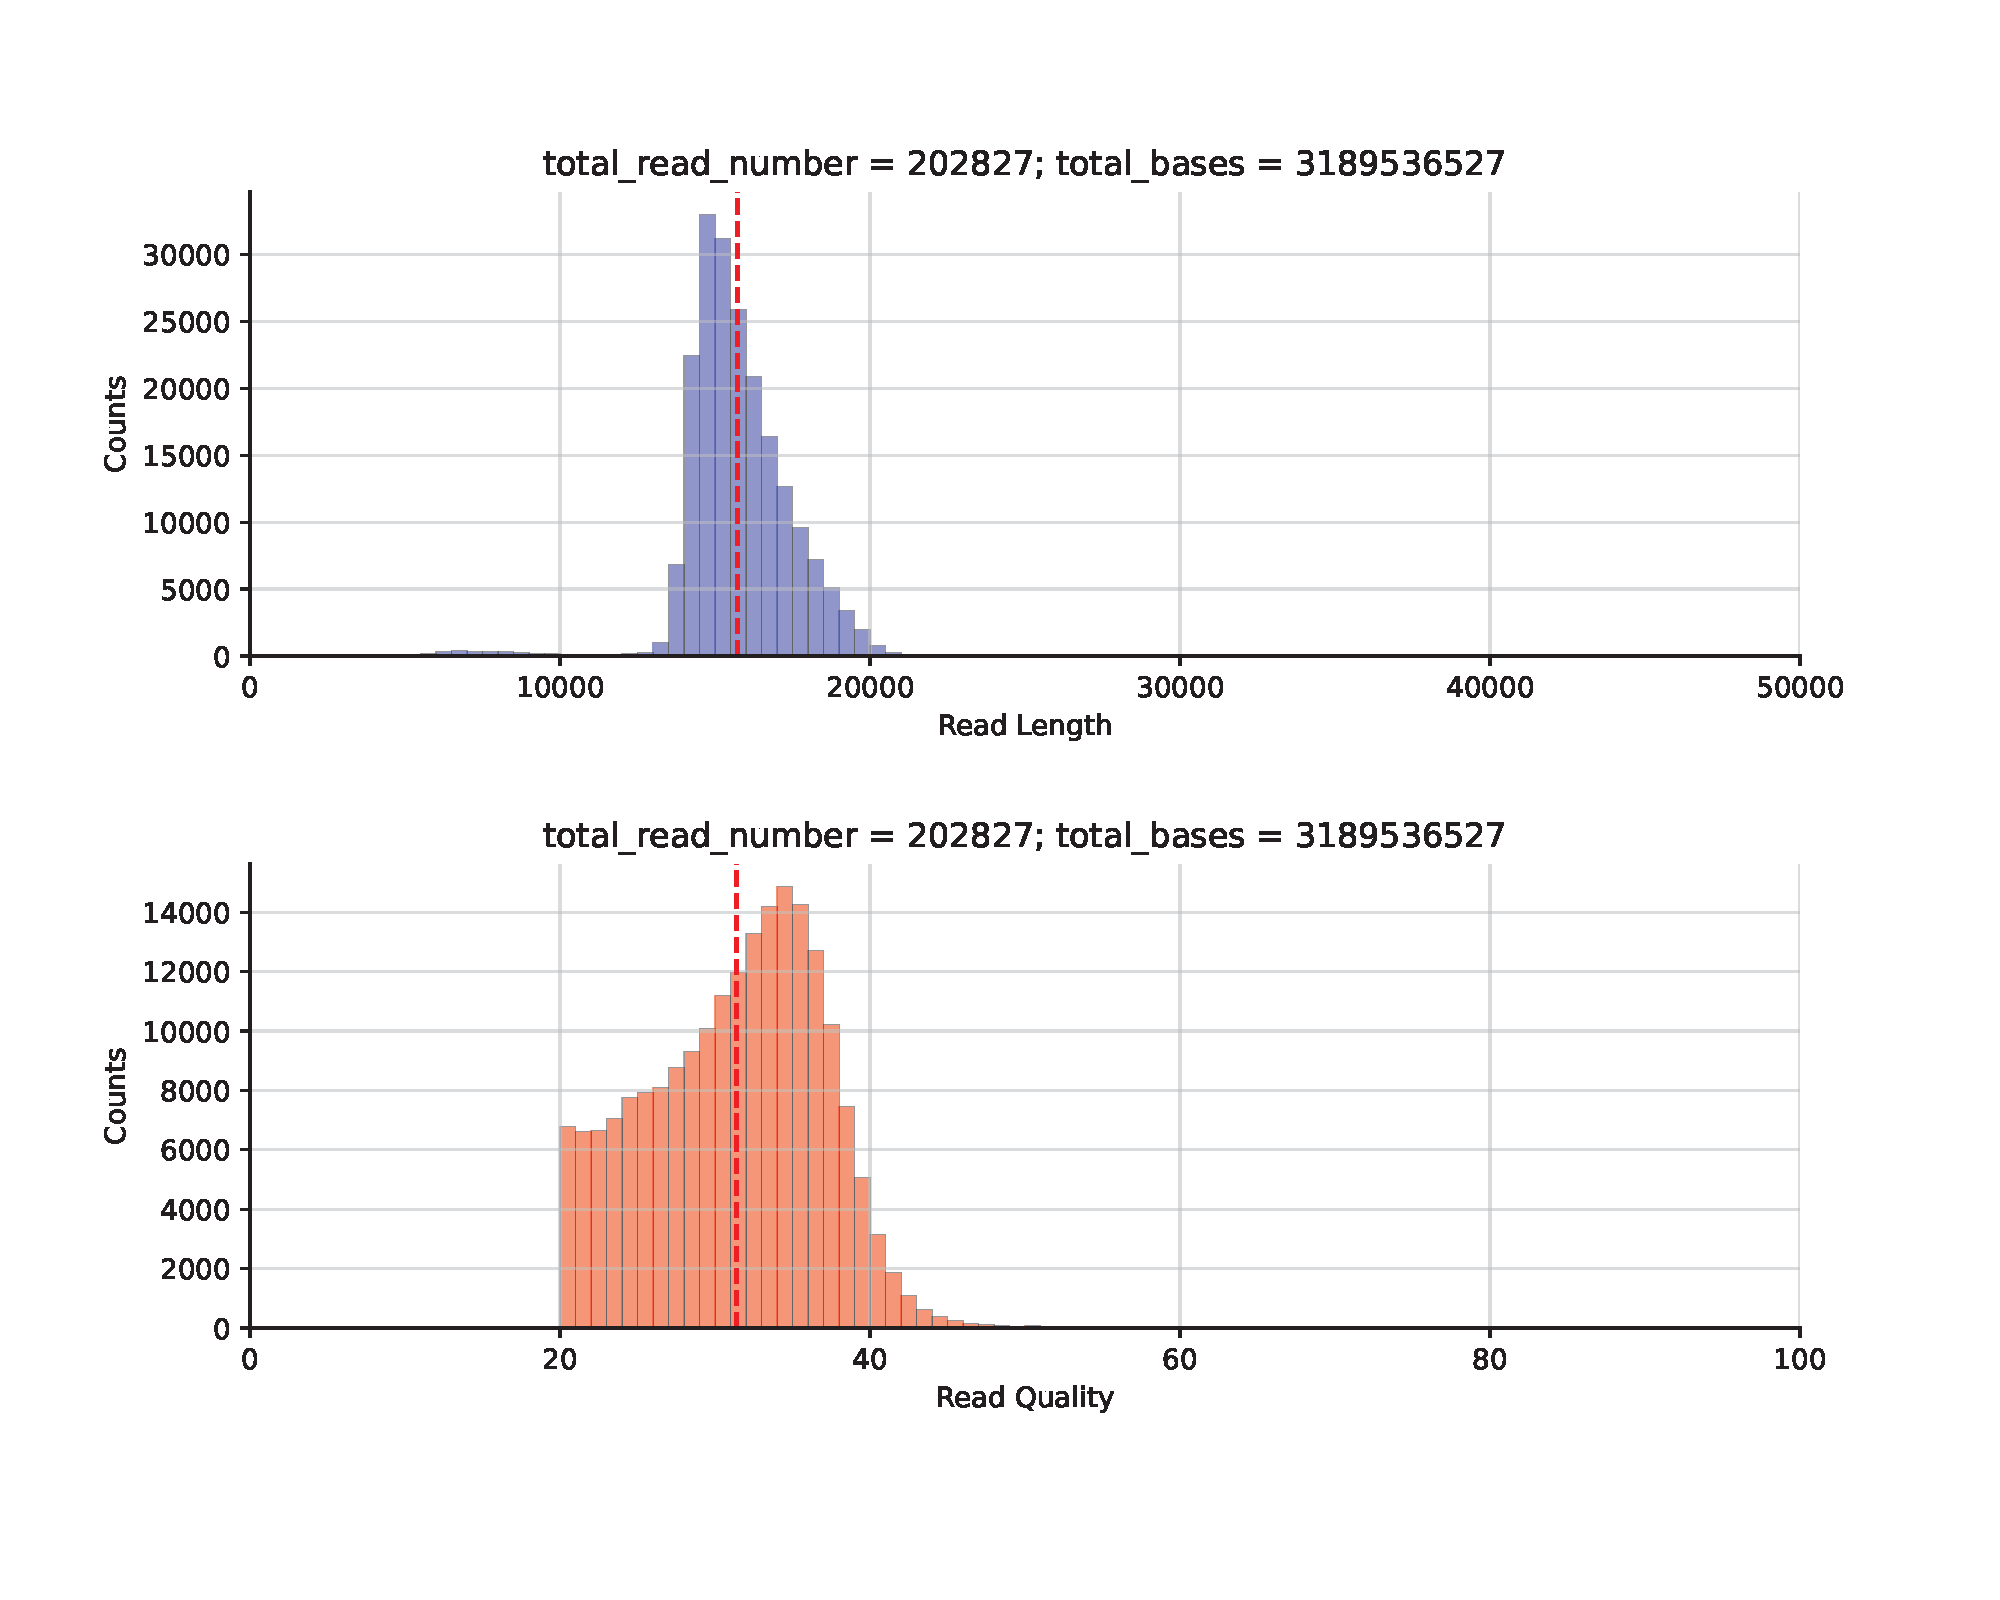 total_read_number = 202827; total_bases = 3189536527
30000
25000
20000
15000
10000
5000
0
Counts
0 10000 20000 30000 40000 50000
Read Length
total_read_number = 202827; total_bases = 3189536527
14000
12000
10000
8000
6000
4000
2000
0
Counts
0 20 40 60 80 100
Read Quality